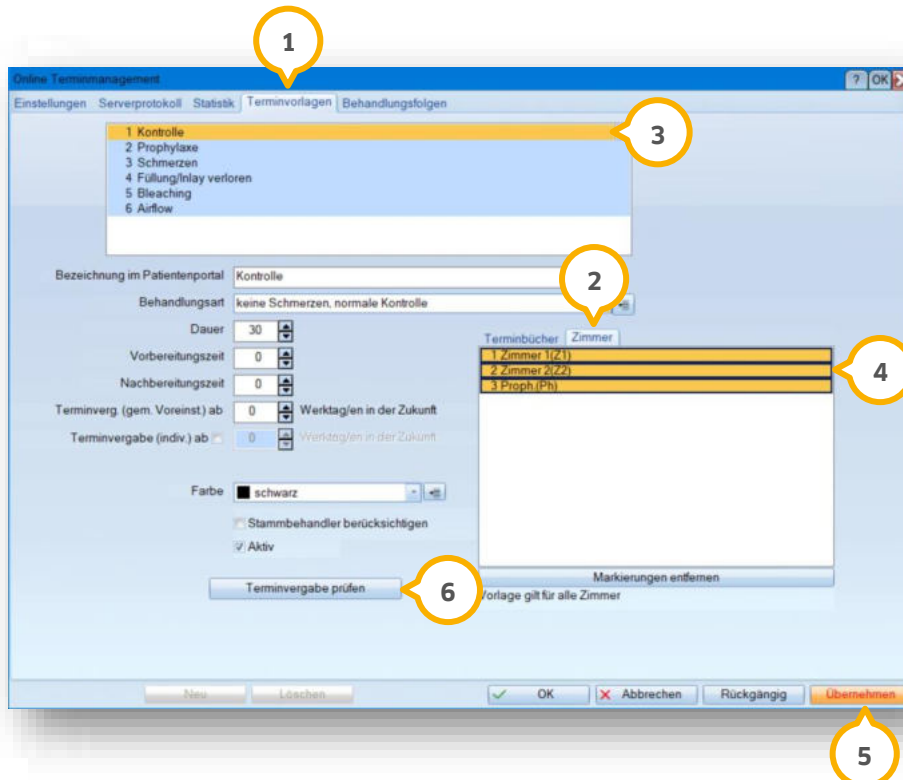 1
Online Terminmanagement ? OK
Einstellungen Serverprotokoll Statistik Terminvorlagen Behandlungsfolgen
1 Kontrolle
2 Prophylaxe
3 Schmerzen
4 Füllung/Inlay verloren
5 Bleaching
6 Airflow
3
Bezeichnung im Patientenportal Kontrolle
2
Behandlungsart keine Schmerzen, normale Kontrolle
Dauer 30
Vorbereitungszeit 0
Nachbereitungszeit 0
Terminverg. (gem. Voreinst.) ab 0 Werktag/en in der Zukunft
Terminvergabe (indiv.) ab 0 Werktag/en in der Zukunft
Terminbücher Zimmer
1 Zimmer 1(Z1)
2 Zimmer 2(Z2)
3 Proph.(Ph)
4
Farbe schwarz
Stammbehandler berücksichtigen
Aktiv
Terminvergabe prüfen
6
Markierungen entfernen
Vorlage gilt für alle Zimmer
Neu Löschen OK Abbrechen Rückgängig Übernehmen
5